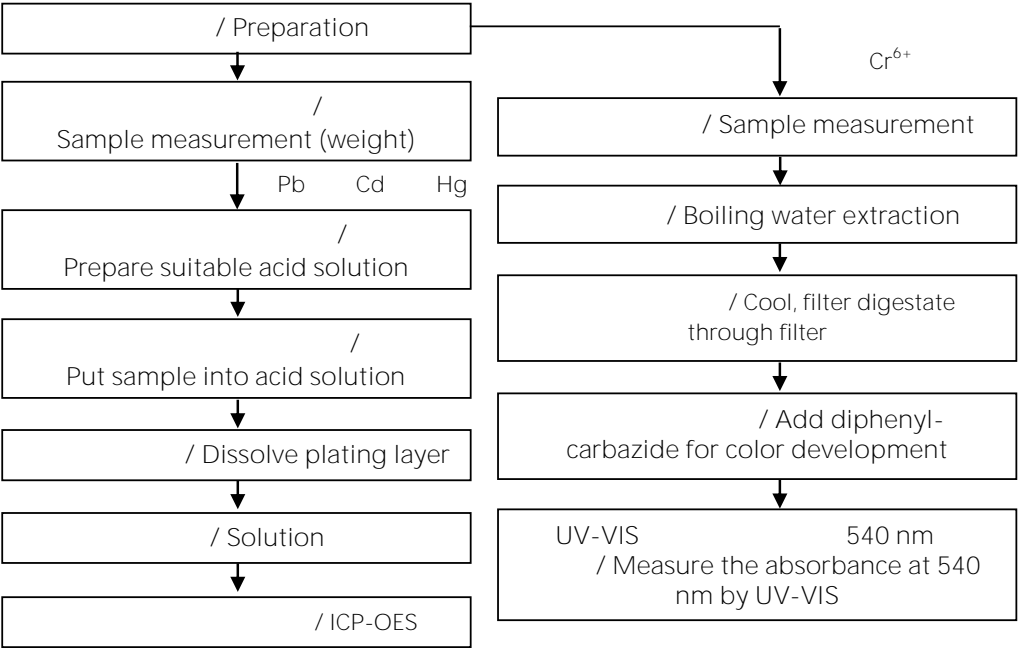 / Preparation
/
Sample measurement (weight)
Pb Cd Hg
/
Prepare suitable acid solution
/
Put sample into acid solution
/ Dissolve plating layer
/ Solution
/ ICP-OES
Cr⁶⁺
/ Sample measurement
/ Boiling water extraction
/ Cool, filter digestate
through filter
/ Add diphenyl-
carbazide for color development
UV-VIS 540 nm
/ Measure the absorbance at 540
nm by UV-VIS